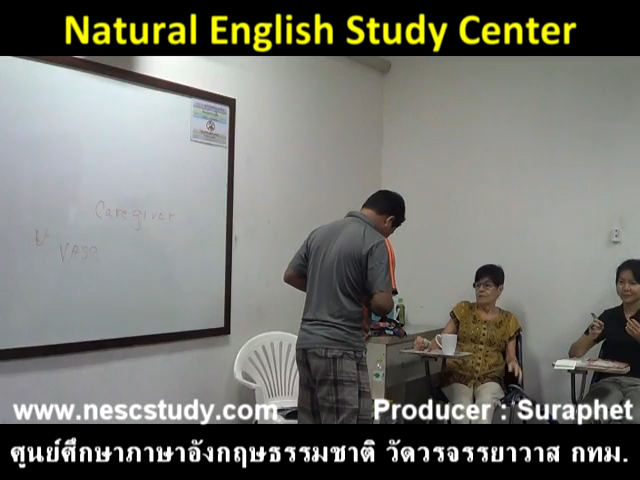 Natural English Study Center
Caregiver
www.nescstudy.com Producer : Suraphet
ศูนย์ศึกษาภาษาอังกฤษธรรมชาติ วัดวรจรรยาวาส กทม.